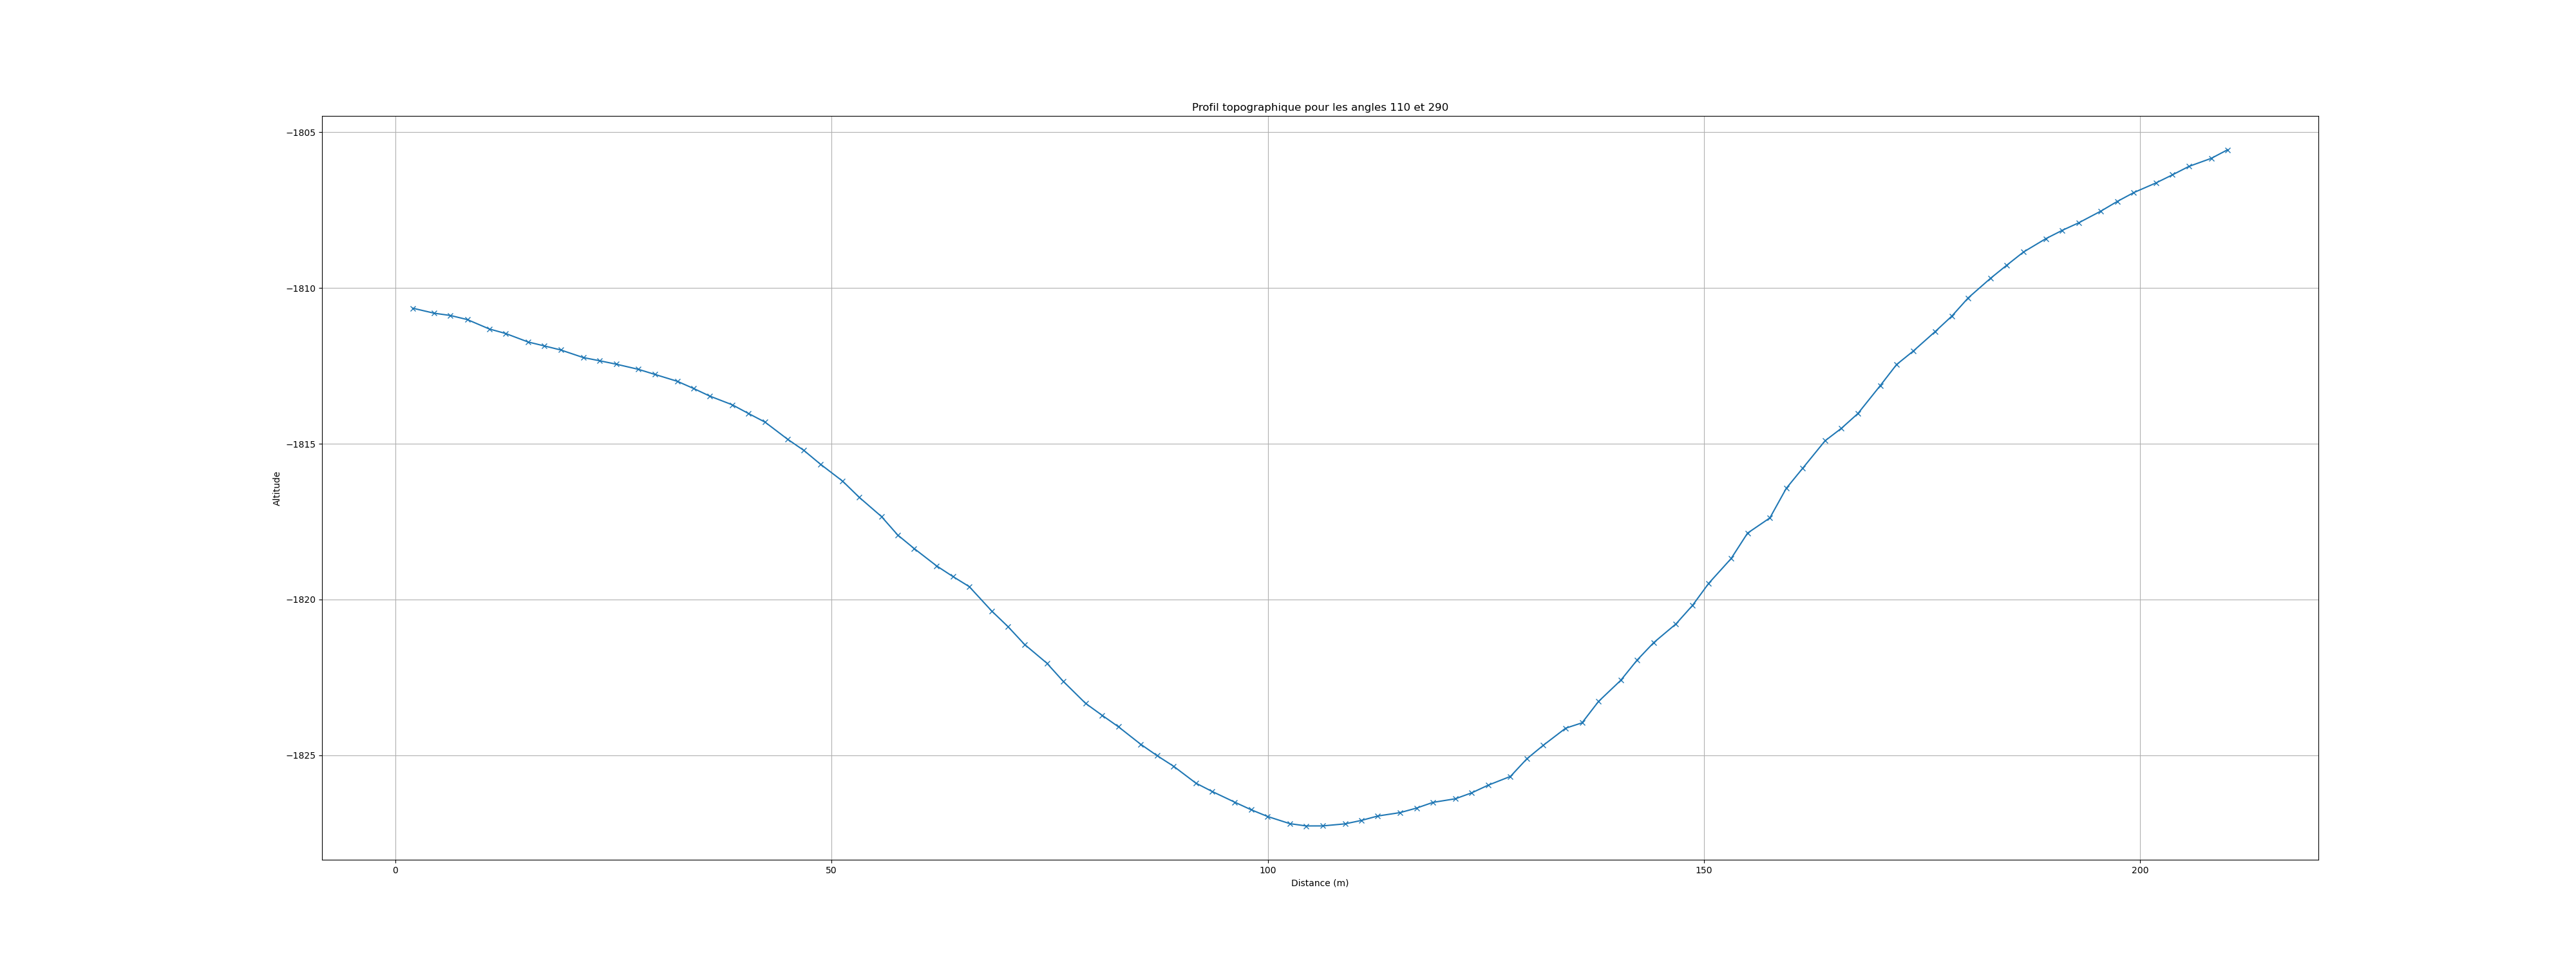 Profil topographique pour les angles 110 et 290
−1805
−1810
−1815
−1820
−1825
Altitude
0 50 100 150 200
Distance (m)